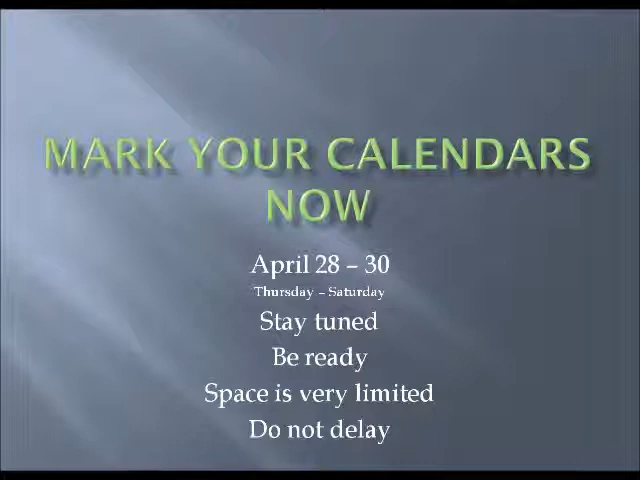 MARK YOUR CALENDARS
NOW
April 28 – 30
Thursday – Saturday
Stay tuned
Be ready
Space is very limited
Do not delay